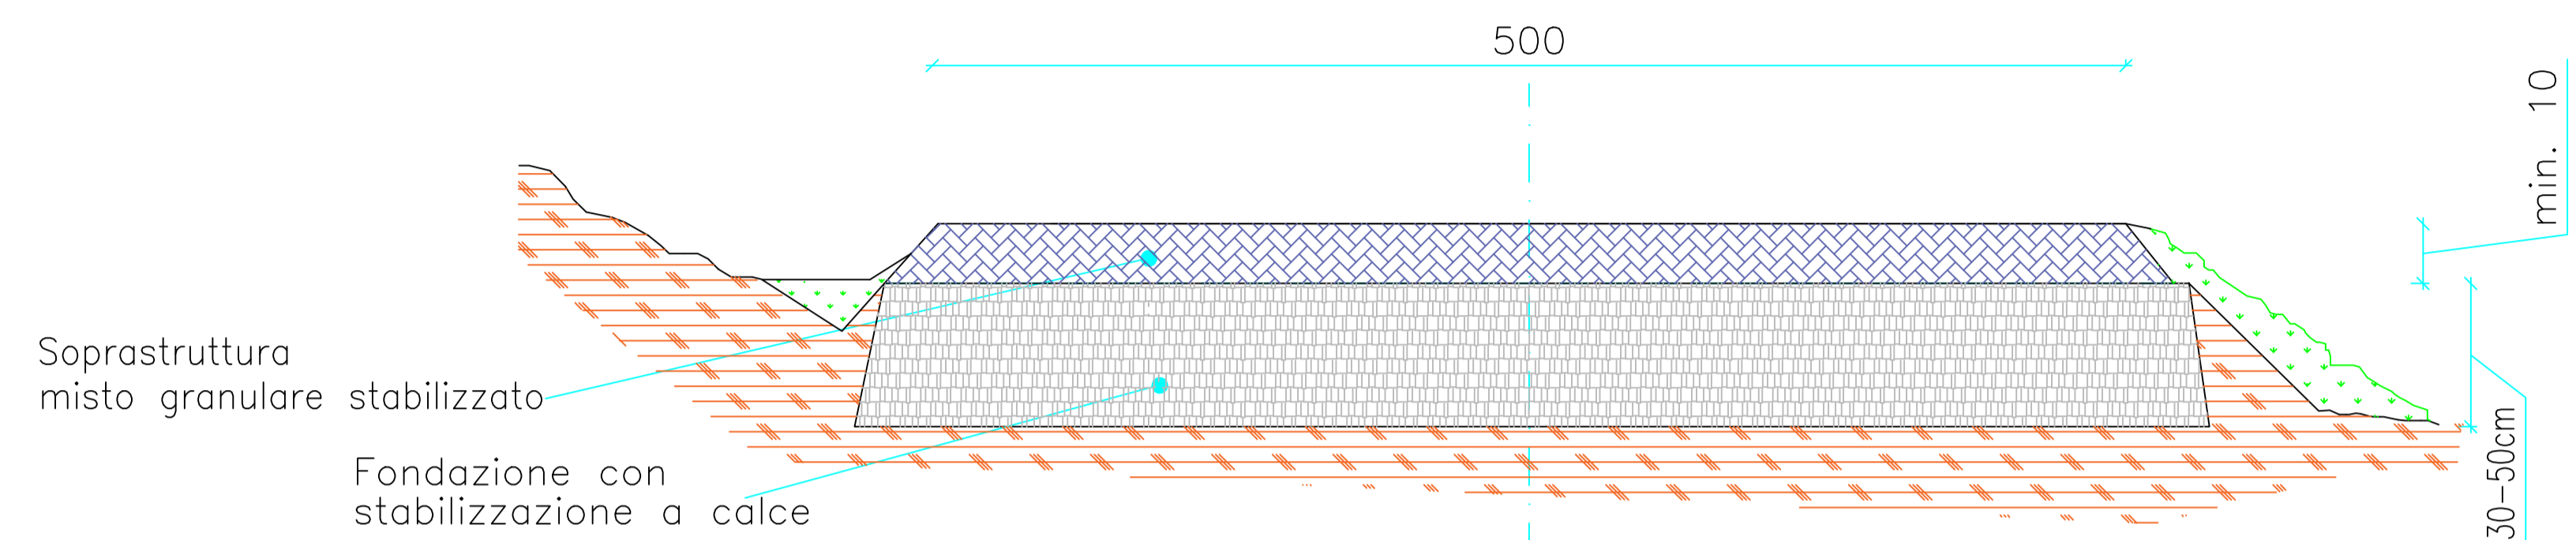 500
min. 10
Soprastruttura
misto granulare stabilizzato
Fondazione con
stabilizzazione a calce
30-50cm